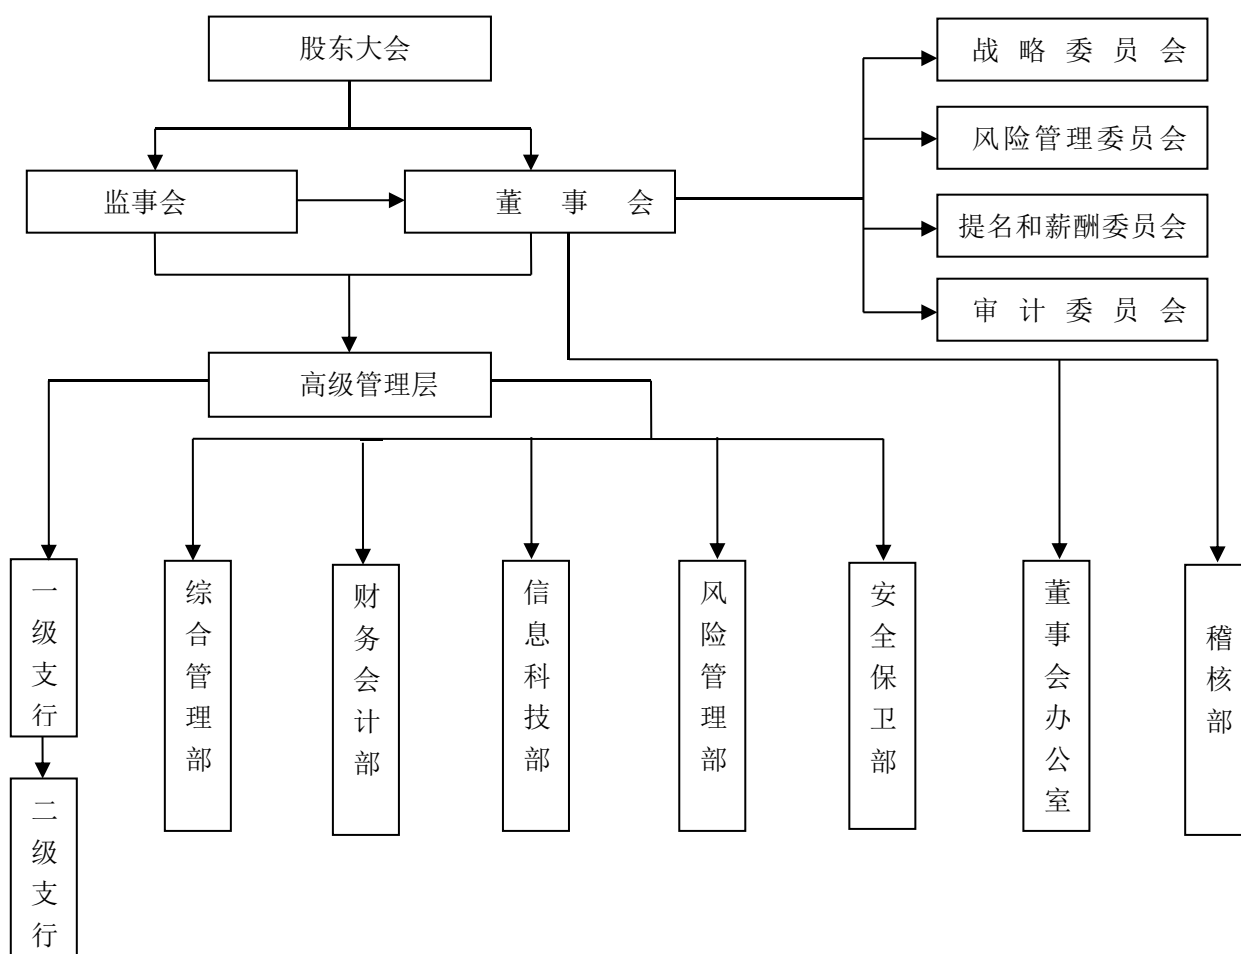 股东大会
战略委员会
风险管理委员会
监事会
董事会
提名和薪酬委员会
审计委员会
高级管理层
一级支行
综合管理部
财务会计部
信息科技部
风险管理部
安全保卫部
董事会办公室
稽核部
二级支行